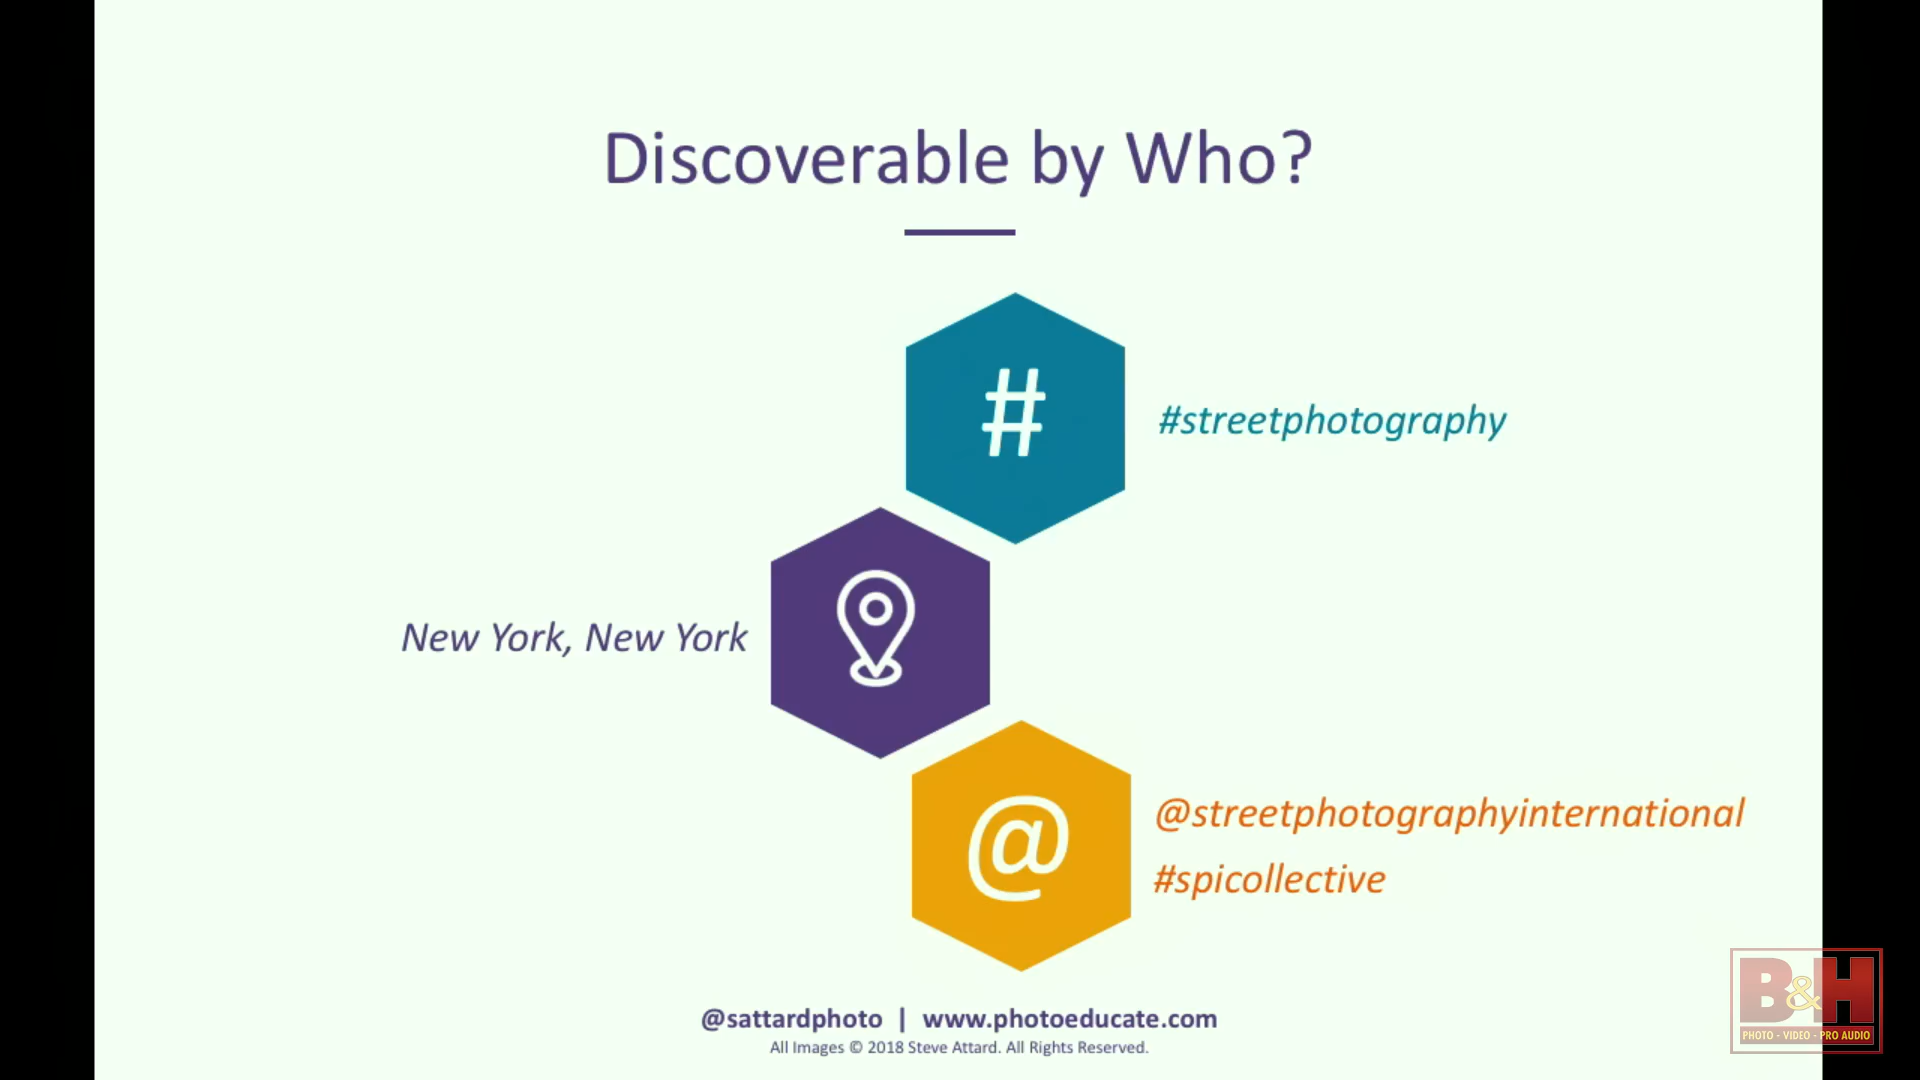 Discoverable by Who?
#
#streetphotography
New York, New York
@
@streetphotographyinternational
#spicollective
@sattardphoto | www.photoeducate.com
All Images © 2018 Steve Attard. All Rights Reserved.
B&H
PHOTO - VIDEO - PRO AUDIO